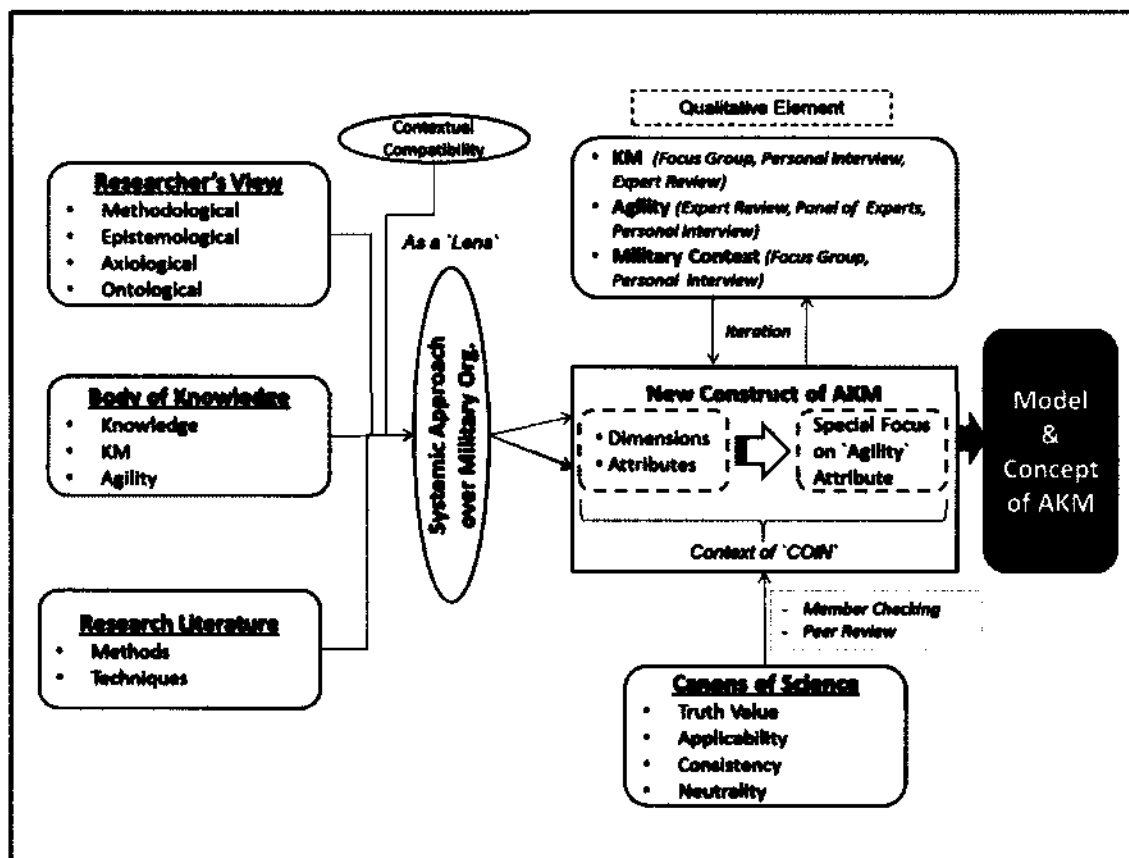 Contextual
Compatibility
Researcher's View
• Methodological
• Epistemological
• Axiological
• Ontological
Body of Knowledge
• Knowledge
• KM
• Agility
Research Literature
• Methods
• Techniques
As a `Lens`
Systemic Approach
over Military Org.
Qualitative Element
• KM (Focus Group, Personal Interview,
Expert Review)
• Agility (Expert Review, Panel of Experts,
Personal Interview)
• Military Context (Focus Group,
Personal Interview)
Iteration
New Construct of AKM
• Dimensions
• Attributes
Special Focus
on `Agility`
Attribute
Context of `COIN`
- Member Checking
- Peer Review
Canons of Science
• Truth Value
• Applicability
• Consistency
• Neutrality
Model
&
Concept
of AKM